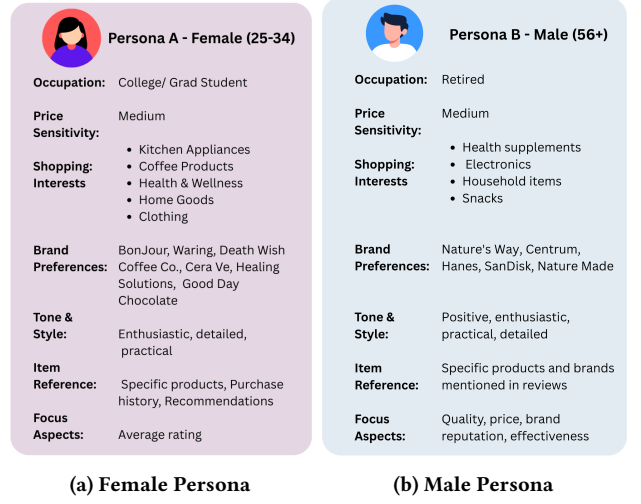 Persona A - Female (25-34)
Occupation: College/ Grad Student
Price Sensitivity: Medium
Shopping: Interests
• Kitchen Appliances
• Coffee Products
• Health & Wellness
• Home Goods
• Clothing
Brand Preferences: BonJour, Waring, Death Wish
Coffee Co., Cera Ve, Healing
Solutions, Good Day
Chocolate
Tone & Style: Enthusiastic, detailed,
practical
Item Reference: Specific products, Purchase
history, Recommendations
Focus Aspects: Average rating
(a) Female Persona
Persona B - Male (56+)
Occupation: Retired
Price Sensitivity: Medium
Shopping: Interests
• Health supplements
• Electronics
• Household items
• Snacks
Brand Preferences: Nature's Way, Centrum,
Hanes, SanDisk, Nature Made
Tone & Style: Positive, enthusiastic,
practical, detailed
Item Reference: Specific products and brands
mentioned in reviews
Focus Aspects: Quality, price, brand
reputation, effectiveness
(b) Male Persona